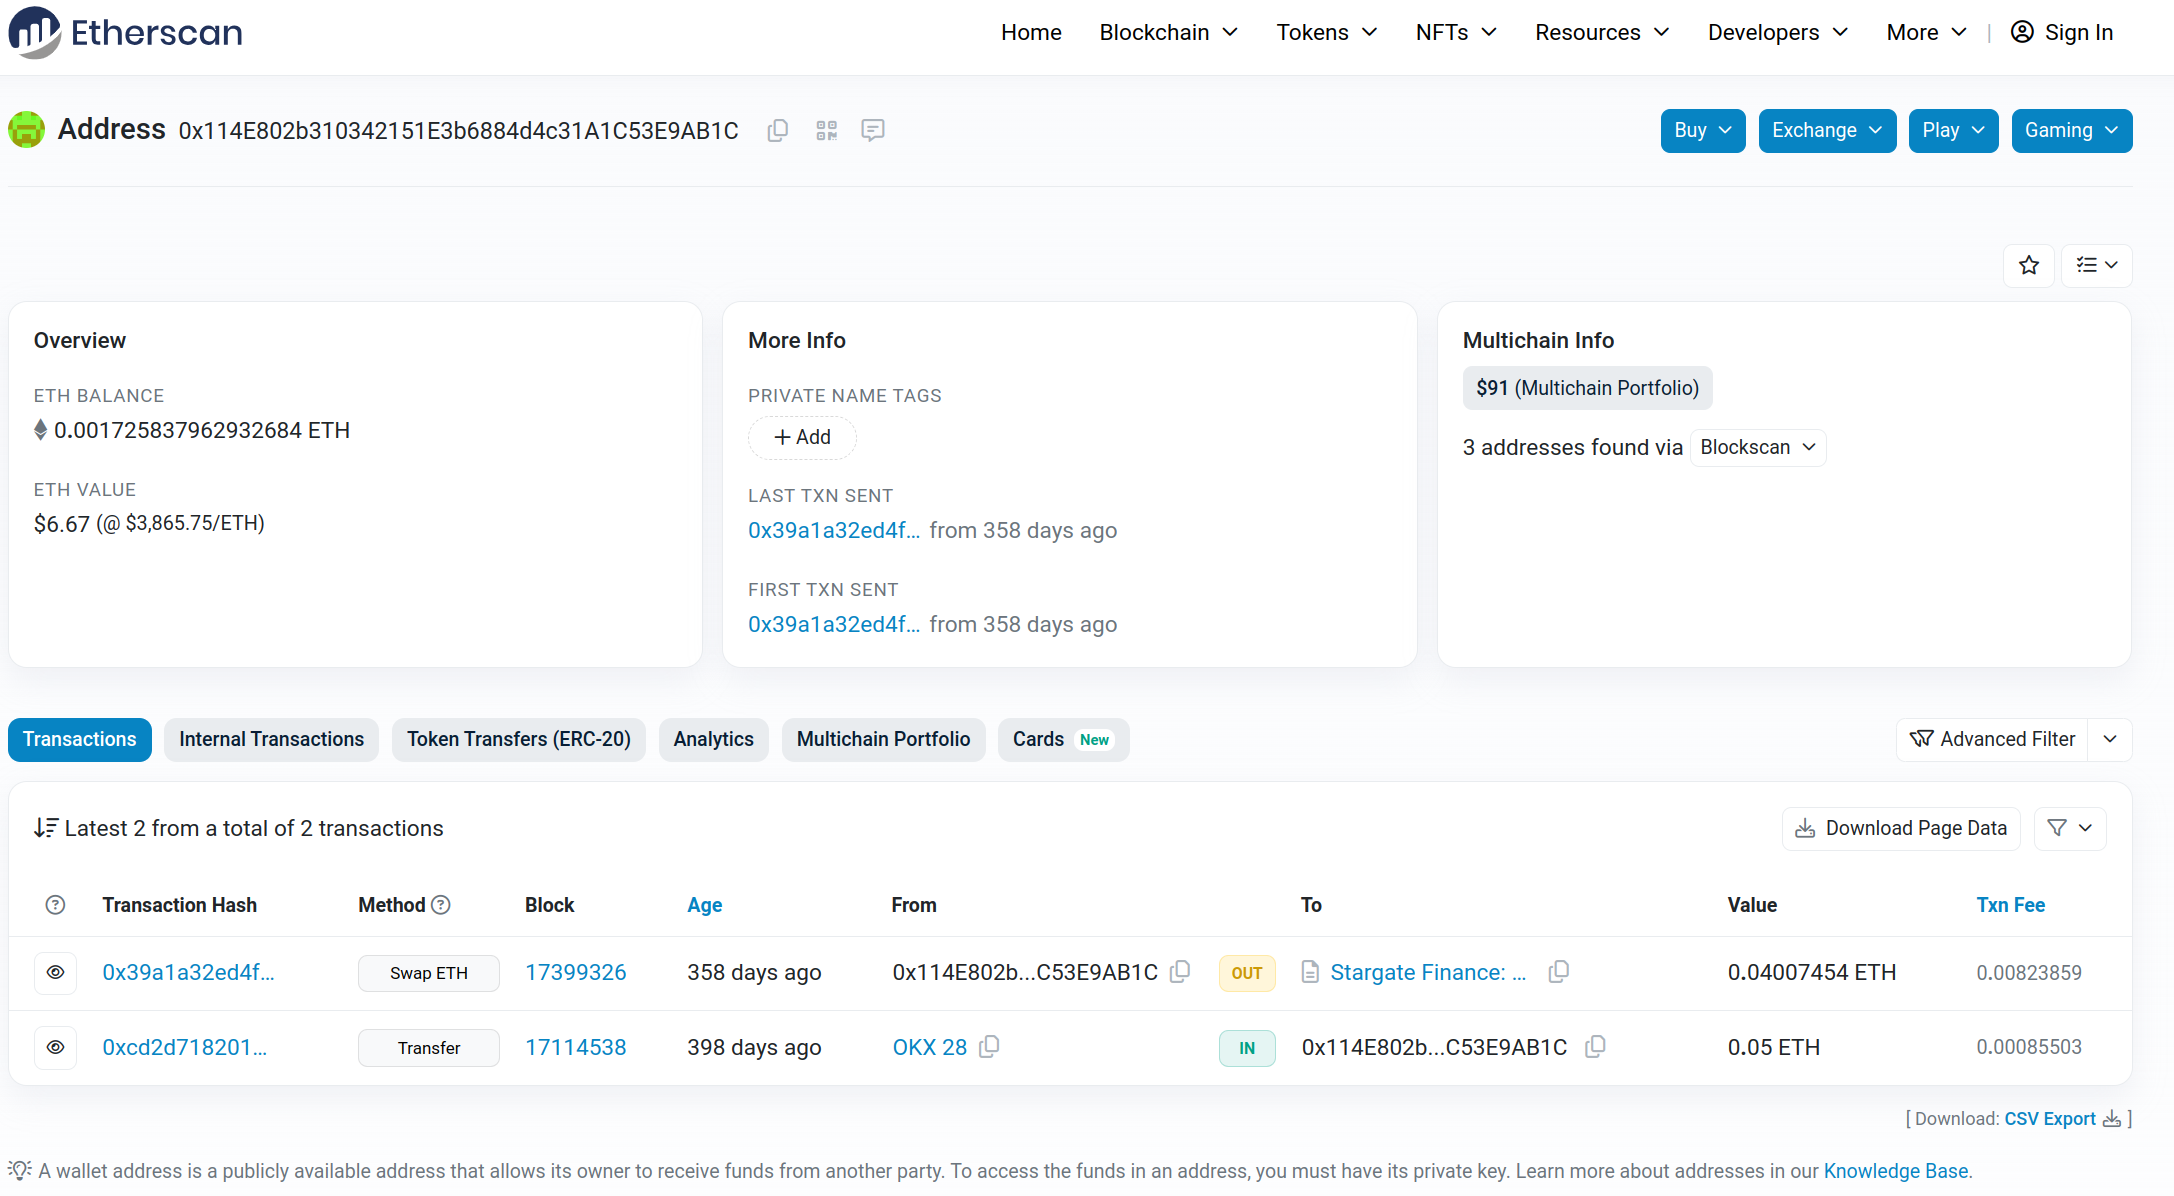 Etherscan
Home Blockchain Tokens NFTs Resources Developers More | Sign In
Address 0x114E802b310342151E3b6884d4c31A1C53E9AB1C
Buy Exchange Play Gaming
Overview
ETH BALANCE
0.001725837962932684 ETH
ETH VALUE
$6.67 (@ $3,865.75/ETH)
More Info
PRIVATE NAME TAGS
+ Add
LAST TXN SENT
0x39a1a32ed4f... from 358 days ago
FIRST TXN SENT
0x39a1a32ed4f... from 358 days ago
Multichain Info
$91 (Multichain Portfolio)
3 addresses found via Blockscan
Transactions Internal Transactions Token Transfers (ERC-20) Analytics Multichain Portfolio Cards New
Advanced Filter
Latest 2 from a total of 2 transactions
Download Page Data
Transaction Hash Method Block Age From To Value Txn Fee
0x39a1a32ed4f... Swap ETH 17399326 358 days ago 0x114E802b...C53E9AB1C OUT Stargate Finance: ... 0.04007454 ETH 0.00823859
0xcd2d718201... Transfer 17114538 398 days ago OKX 28 IN 0x114E802b...C53E9AB1C 0.05 ETH 0.00085503
[ Download: CSV Export ]
A wallet address is a publicly available address that allows its owner to receive funds from another party. To access the funds in an address, you must have its private key. Learn more about addresses in our Knowledge Base.